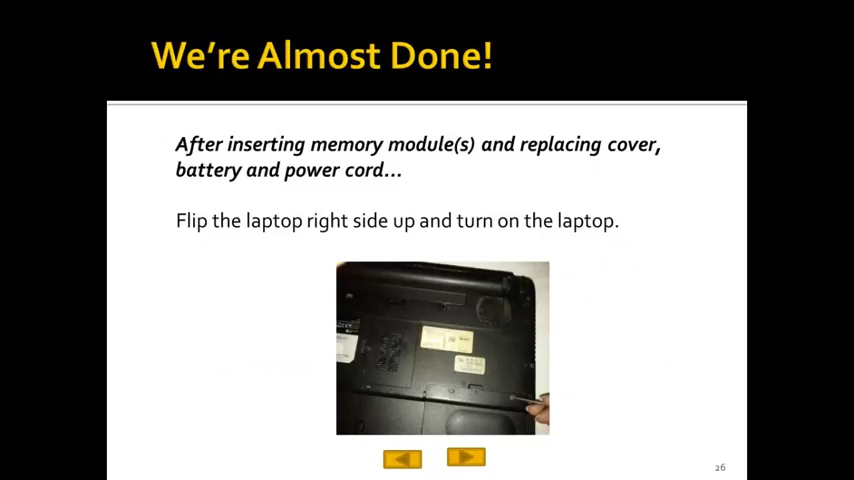 We're Almost Done!
After inserting memory module(s) and replacing cover,
battery and power cord...
Flip the laptop right side up and turn on the laptop.
26